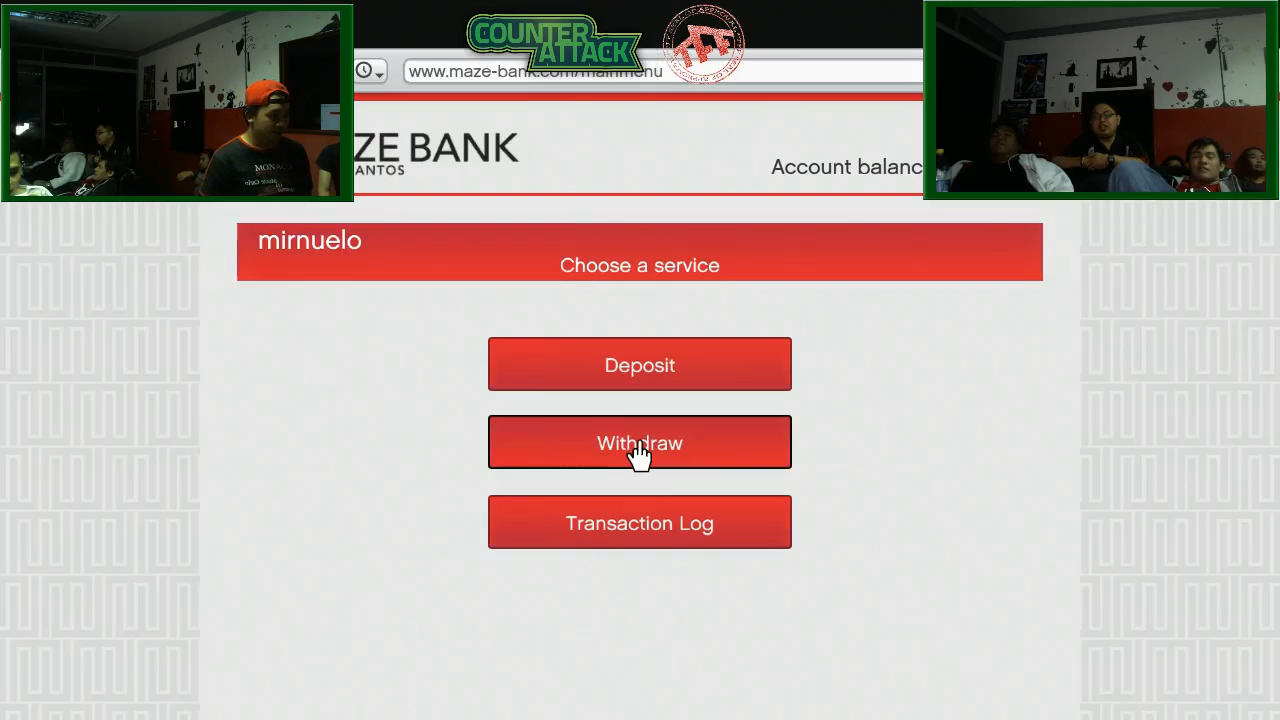 COUNTER
ATTACK
www.maze-bank.com/mainmenu
ZE BANK
ANTOS
Account balanc
mirnuelo
Choose a service
Deposit
Withdraw
Transaction Log